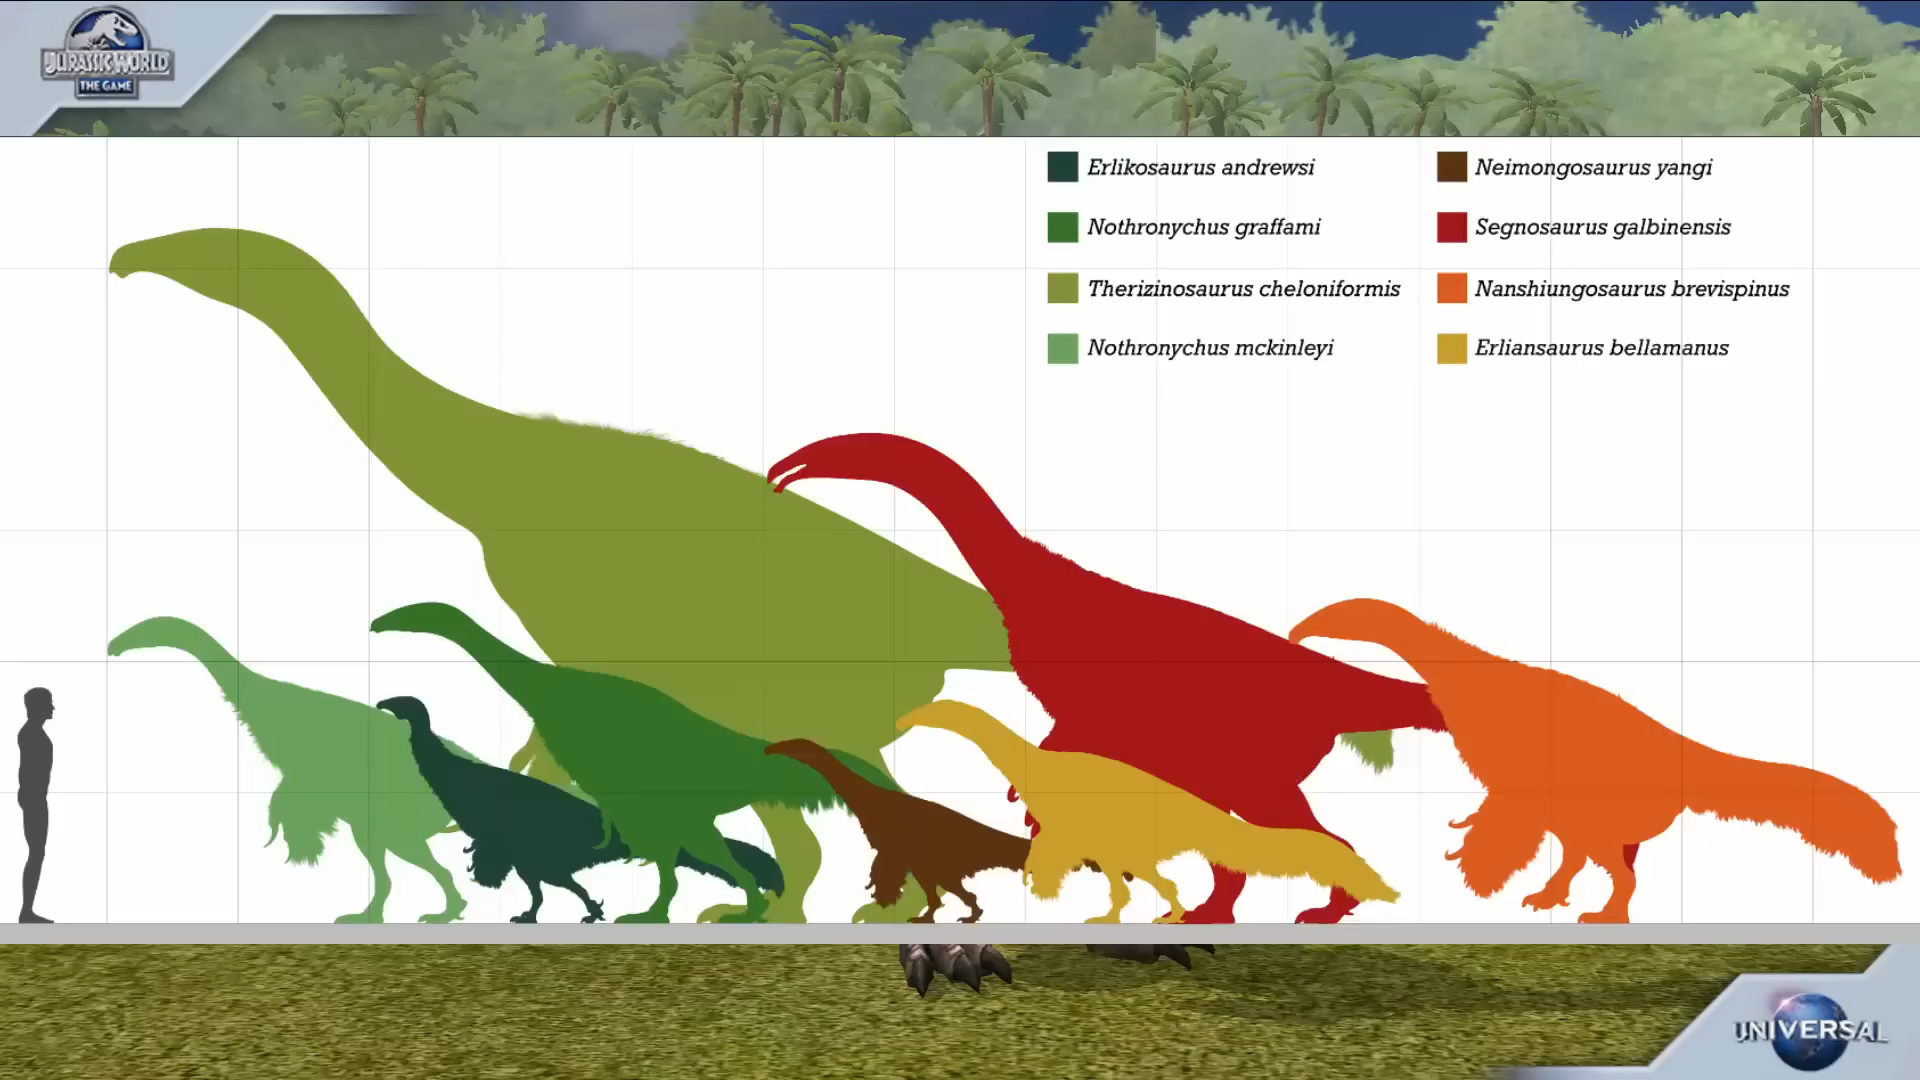 JURASSIC WORLD
THE GAME
Erlikosaurus andrewsi
Nothronychus graffami
Therizinosaurus cheloniformis
Nothronychus mckinleyi
Neimongosaurus yangi
Segnosaurus galbinensis
Nanshiungosaurus brevispinus
Erliansaurus bellamanus
UNIVERSAL